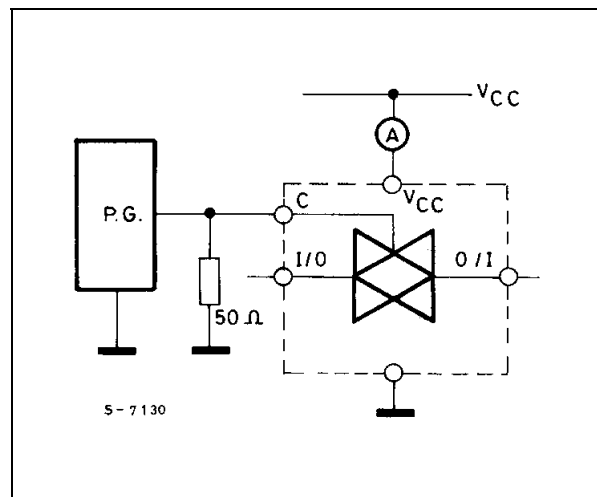 VCC
A
P.G.
C
VCC
I/O
O/I
50 Ω
S-7130